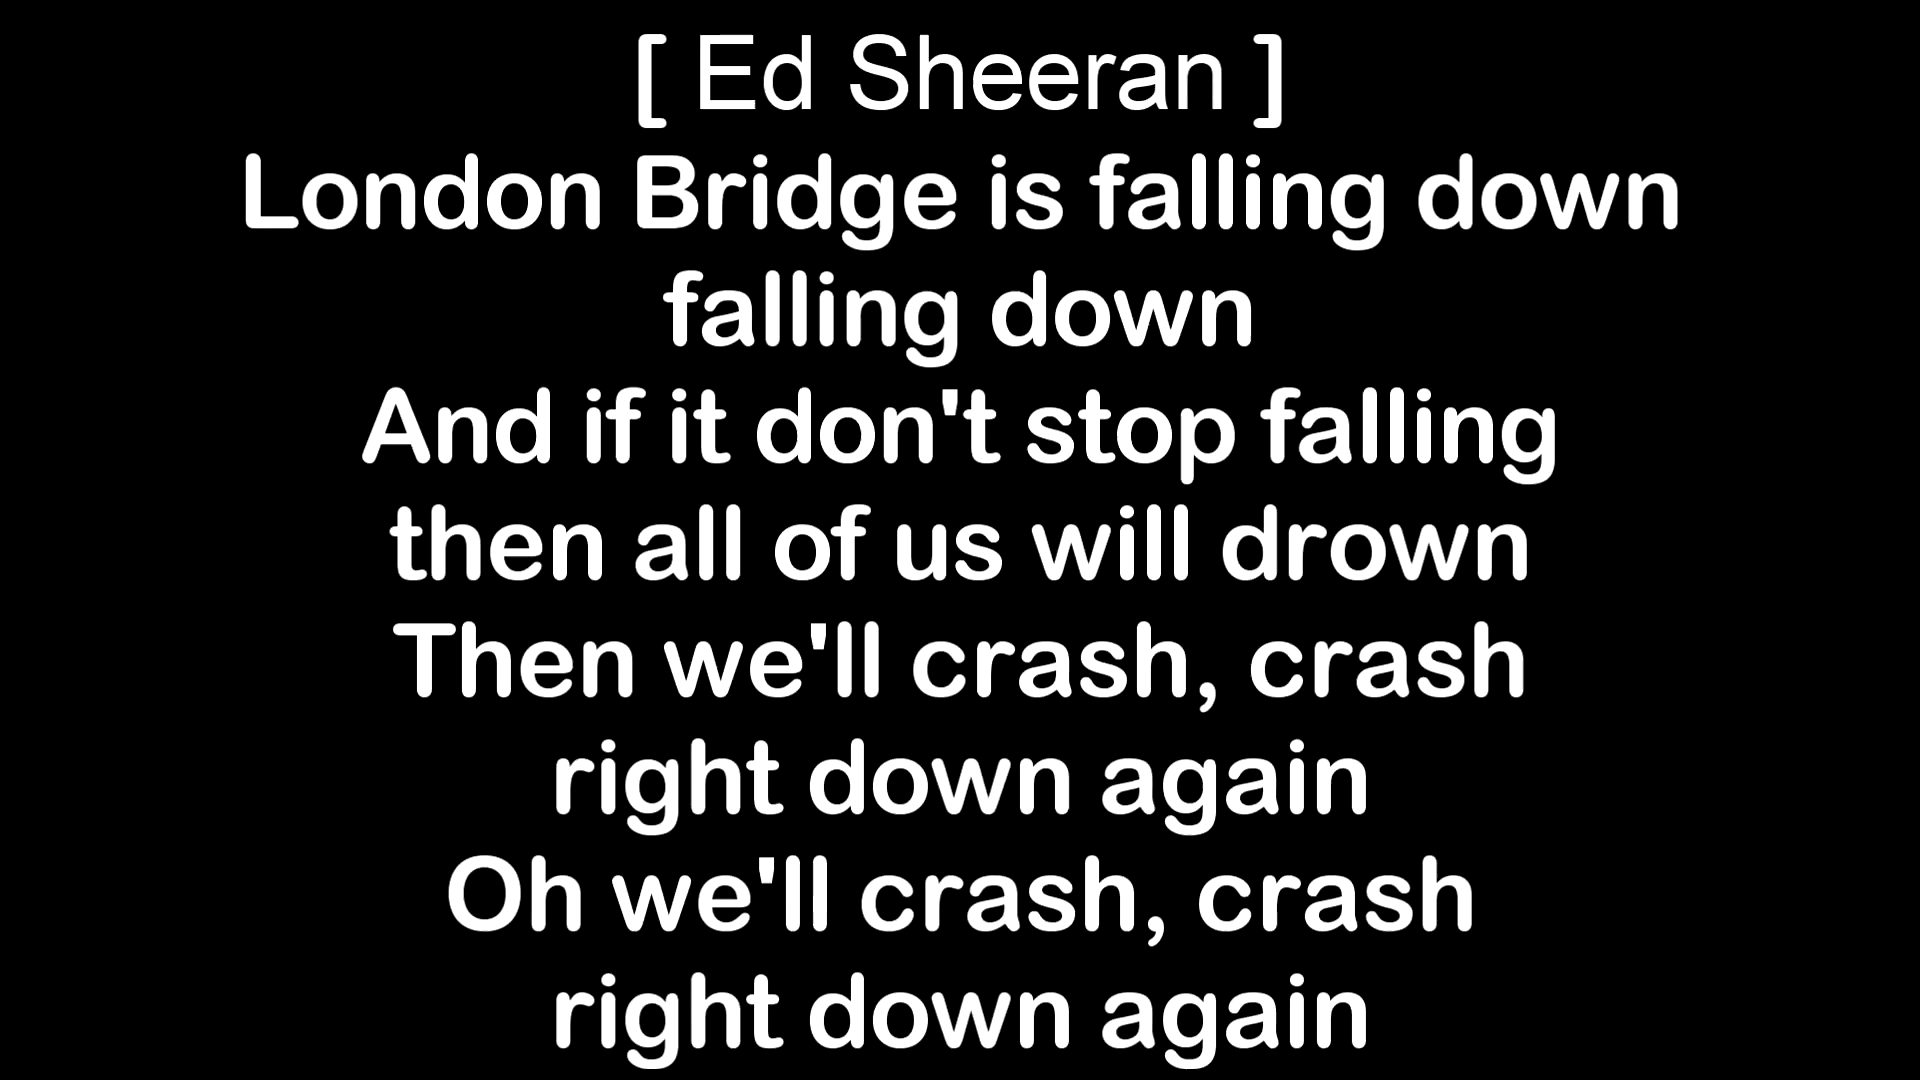 [ Ed Sheeran ]
London Bridge is falling down
falling down
And if it don't stop falling
then all of us will drown
Then we'll crash, crash
right down again
Oh we'll crash, crash
right down again